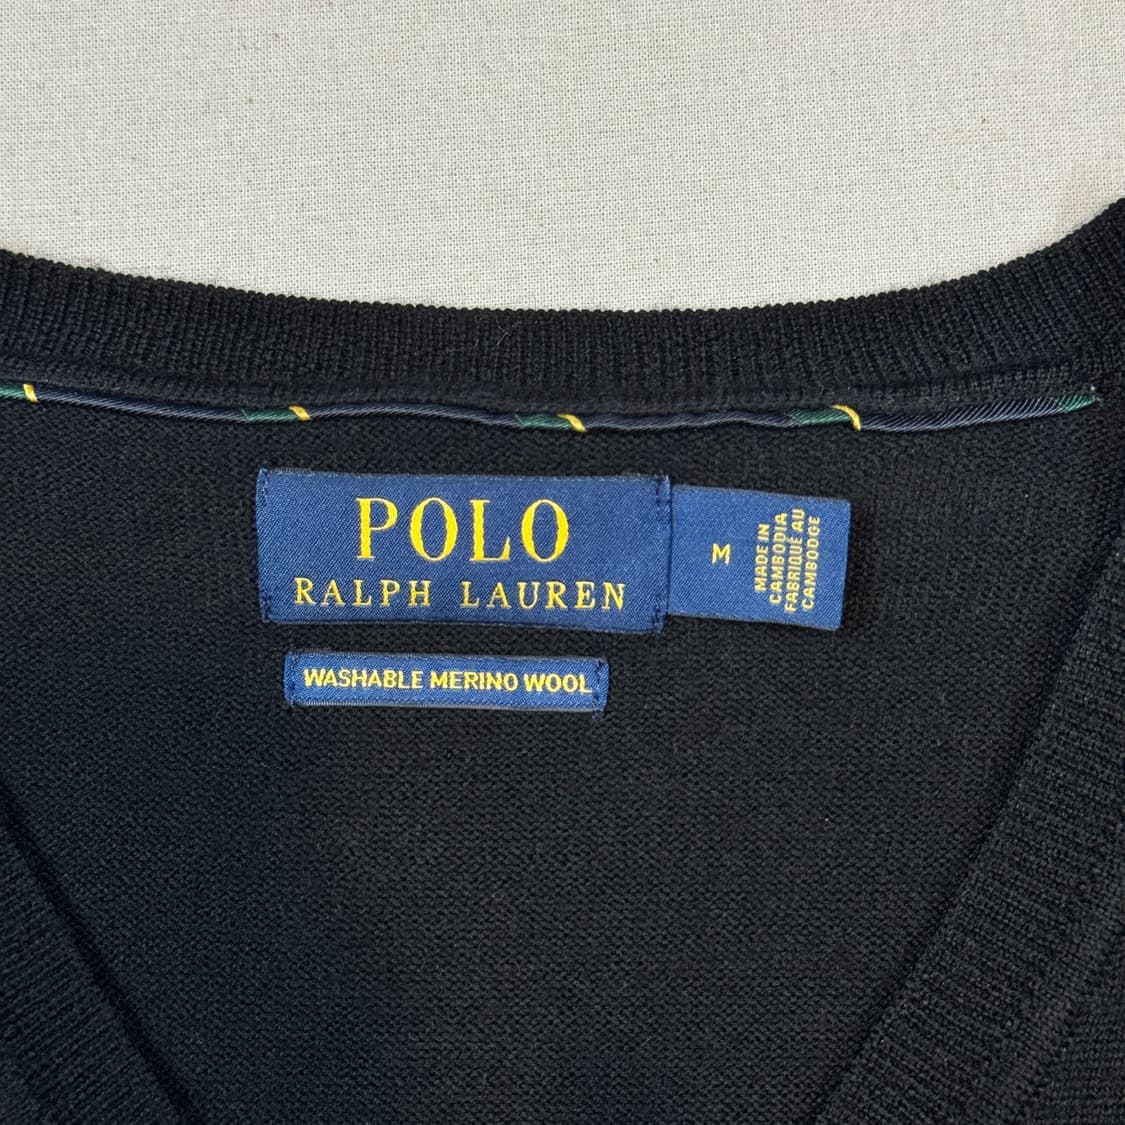 POLO
RALPH LAUREN
M
MADE IN
CAMBODIA
FABRIQUÉ AU
CAMBODGE
WASHABLE MERINO WOOL